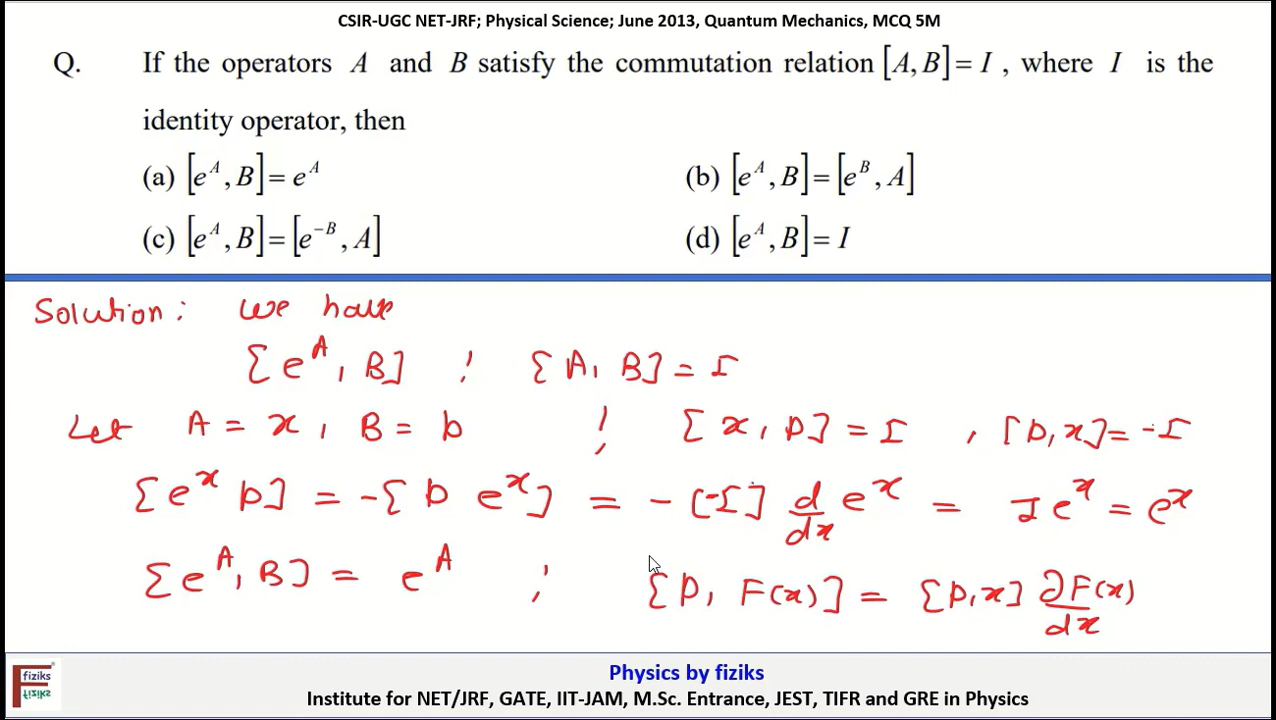 CSIR-UGC NET-JRF; Physical Science; June 2013, Quantum Mechanics, MCQ 5M
Q. If the operators A and B satisfy the commutation relation [A, B] = I , where I is the
identity operator, then
(a) [e^A, B] = e^A (b) [e^A, B] = [e^B, A]
(c) [e^A, B] = [e^-B, A] (d) [e^A, B] = I
Solution: we have
[e^A, B] ; [A, B] = I
Let A = x, B = p ; [x, p] = I , [p, x] = -I
[e^x p] = -[p e^x] = -[-I] d/dx e^x = I e^x = e^x
[e^A, B] = e^A ; [p, F(x)] = [p, x] ∂F(x)/dx
fiziks
fiziks
Physics by fiziks
Institute for NET/JRF, GATE, IIT-JAM, M.Sc. Entrance, JEST, TIFR and GRE in Physics